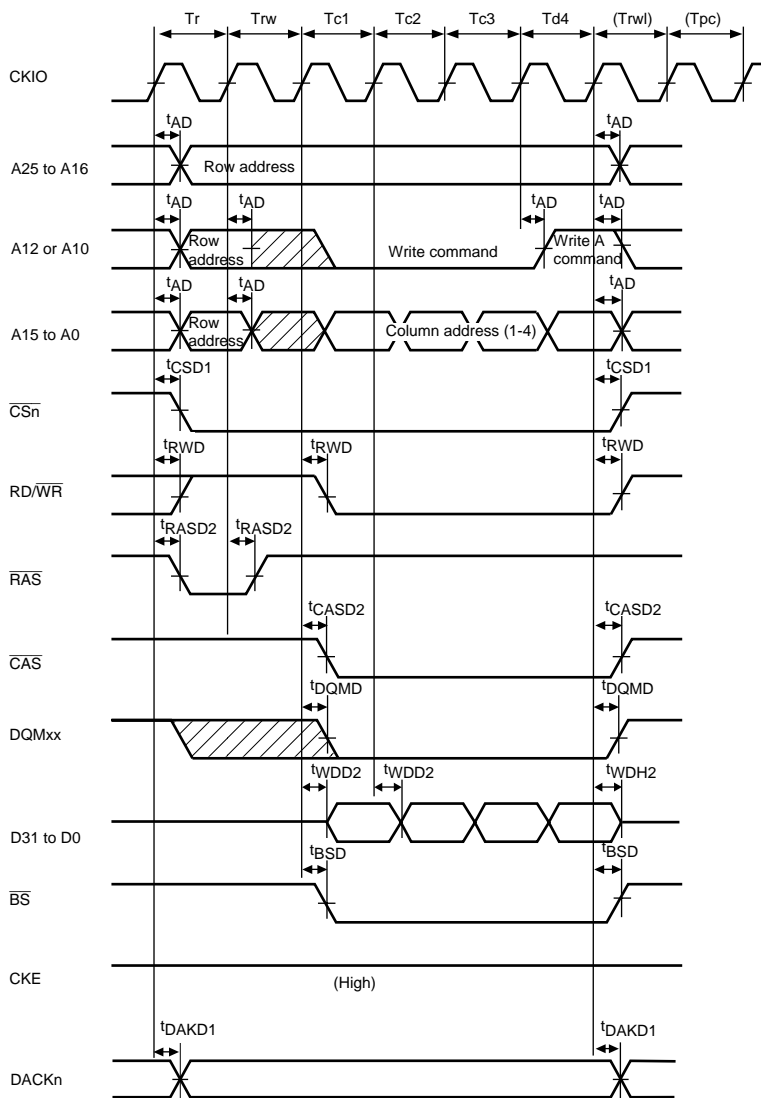 Tr Trw Tc1 Tc2 Tc3 Td4 (Trwl) (Tpc)
CKIO
tAD tAD
A25 to A16 Row address
tAD tAD tAD tAD
A12 or A10 Row address Write command Write A command
tAD tAD tAD
A15 to A0 Row address Column address (1-4)
tCSD1 tCSD1
CSn
tRWD tRWD tRWD
RD/WR
tRASD2 tRASD2
RAS
tCASD2 tCASD2
CAS
tDQMD tDQMD
DQMxx
tWDD2 tWDD2 tWDH2
D31 to D0
tBSD tBSD
BS
CKE (High)
tDAKD1 tDAKD1
DACKn